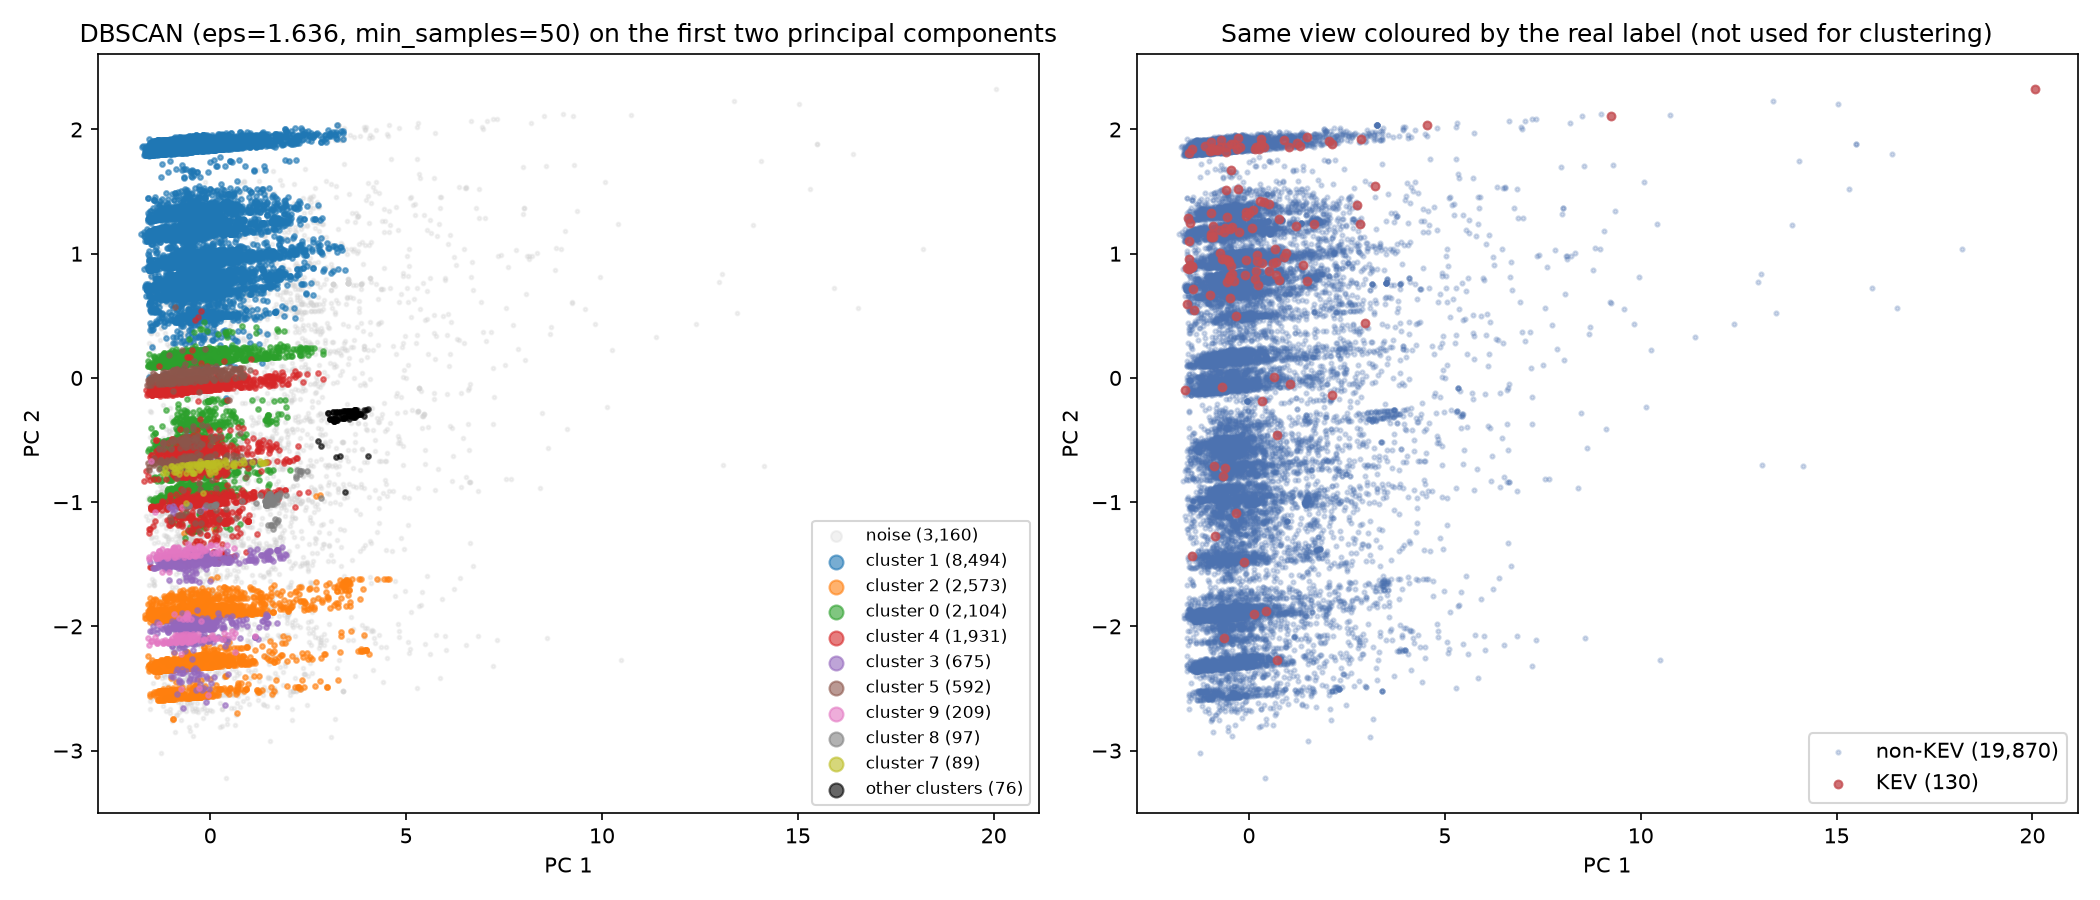 DBSCAN (eps=1.636, min_samples=50) on the first two principal components
2
1
0
−1
−2
−3
PC 2
0
5
10
15
20
PC 1
noise (3,160)
cluster 1 (8,494)
cluster 2 (2,573)
cluster 0 (2,104)
cluster 4 (1,931)
cluster 3 (675)
cluster 5 (592)
cluster 9 (209)
cluster 8 (97)
cluster 7 (89)
other clusters (76)
Same view coloured by the real label (not used for clustering)
2
1
0
−1
−2
−3
PC 2
0
5
10
15
20
PC 1
non-KEV (19,870)
KEV (130)